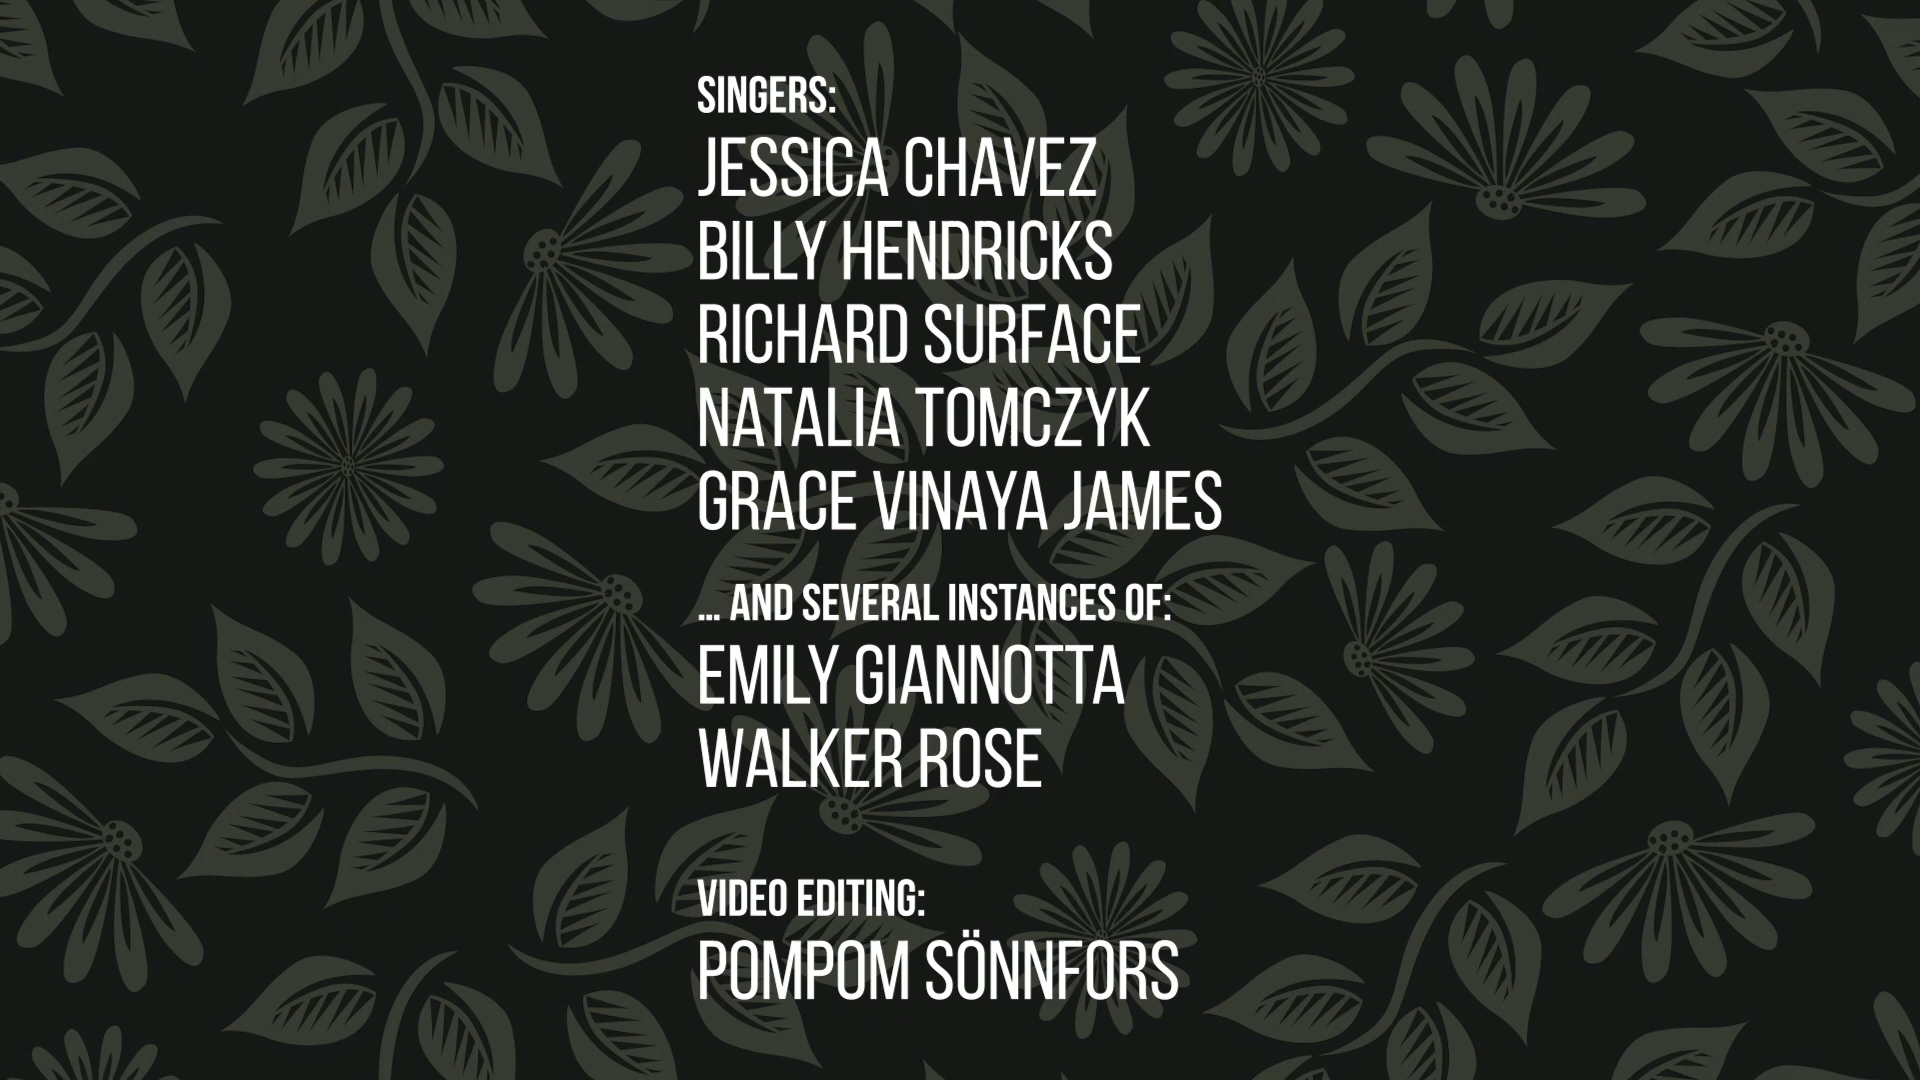 SINGERS:
JESSICA CHAVEZ
BILLY HENDRICKS
RICHARD SURFACE
NATALIA TOMCZYK
GRACE VINAYA JAMES
... AND SEVERAL INSTANCES OF:
EMILY GIANNOTTA
WALKER ROSE
VIDEO EDITING:
POMPOM SÖNNFORS